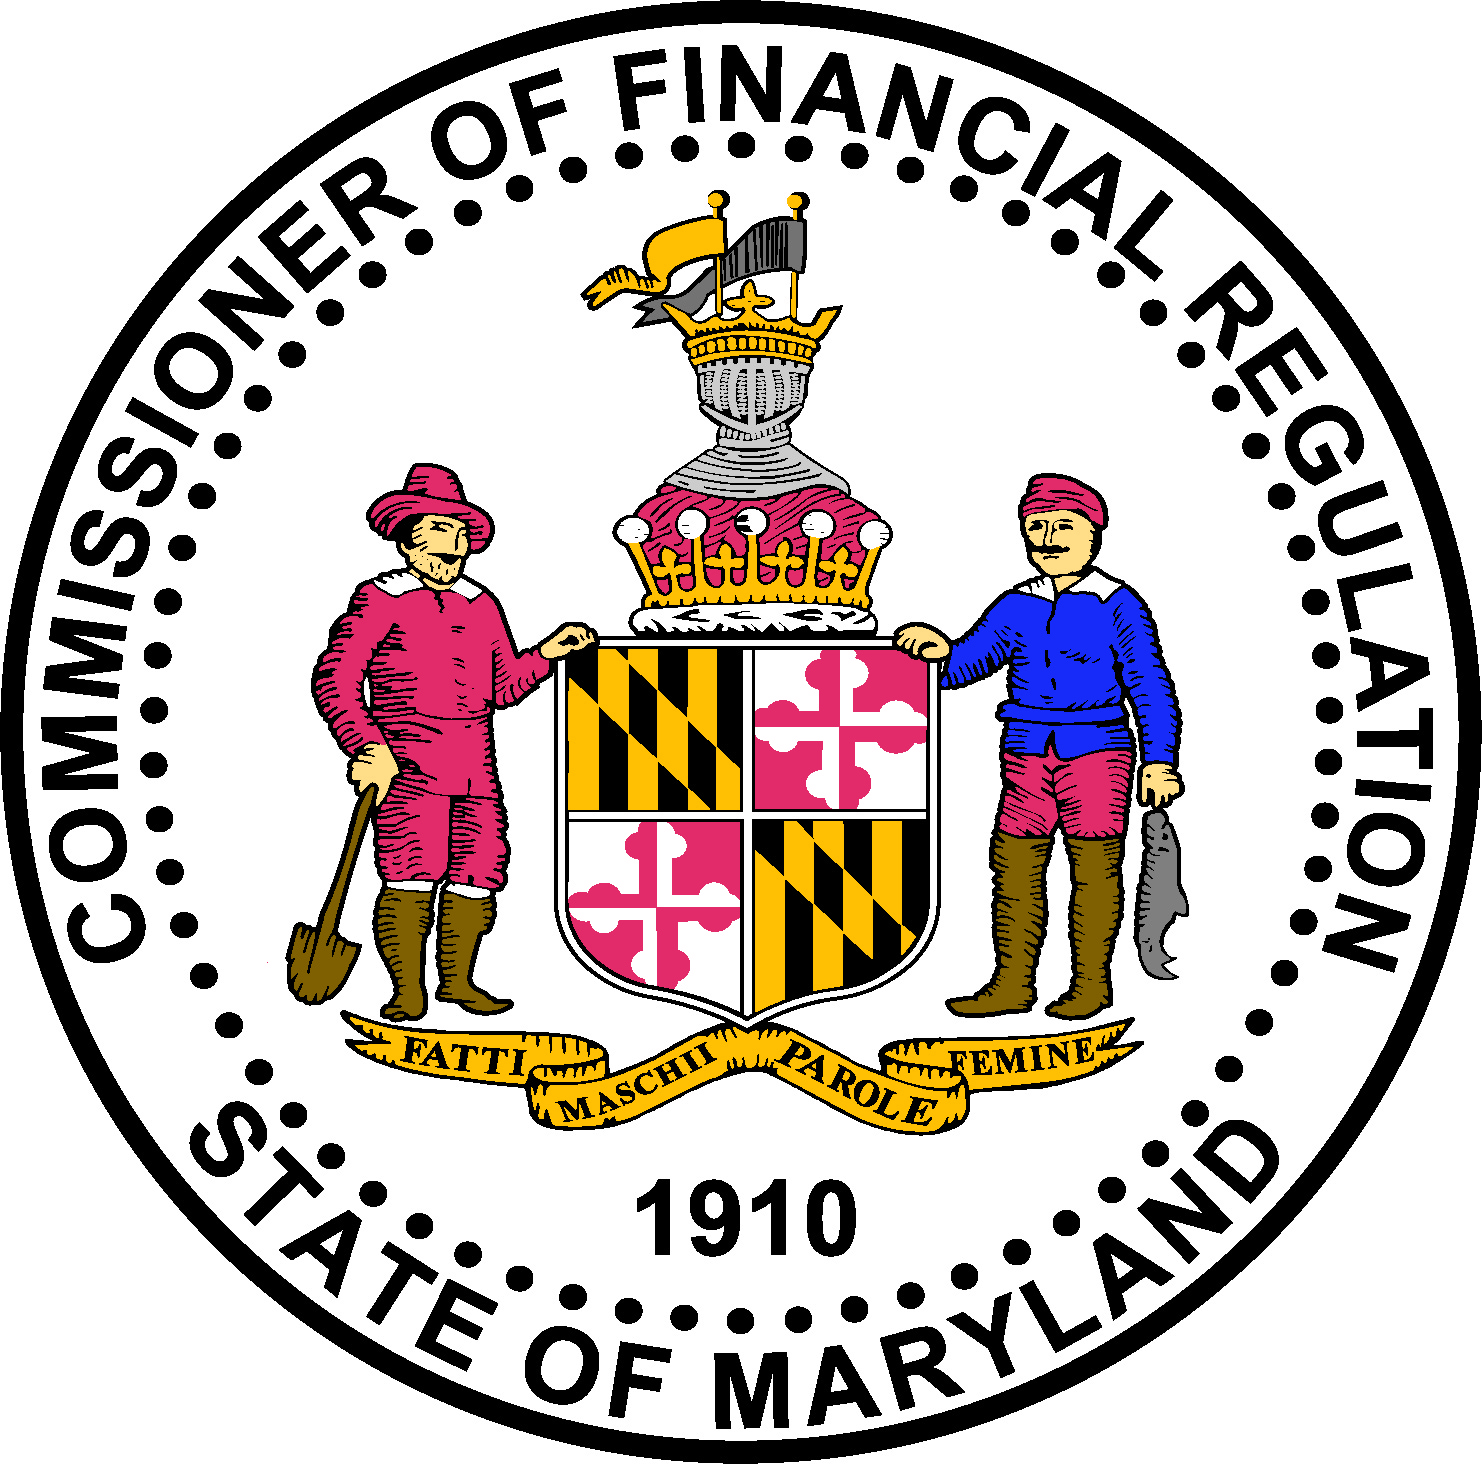 COMMISSIONER OF FINANCIAL REGULATION
FATTI MASCHII PAROLE FEMINE
1910
STATE OF MARYLAND